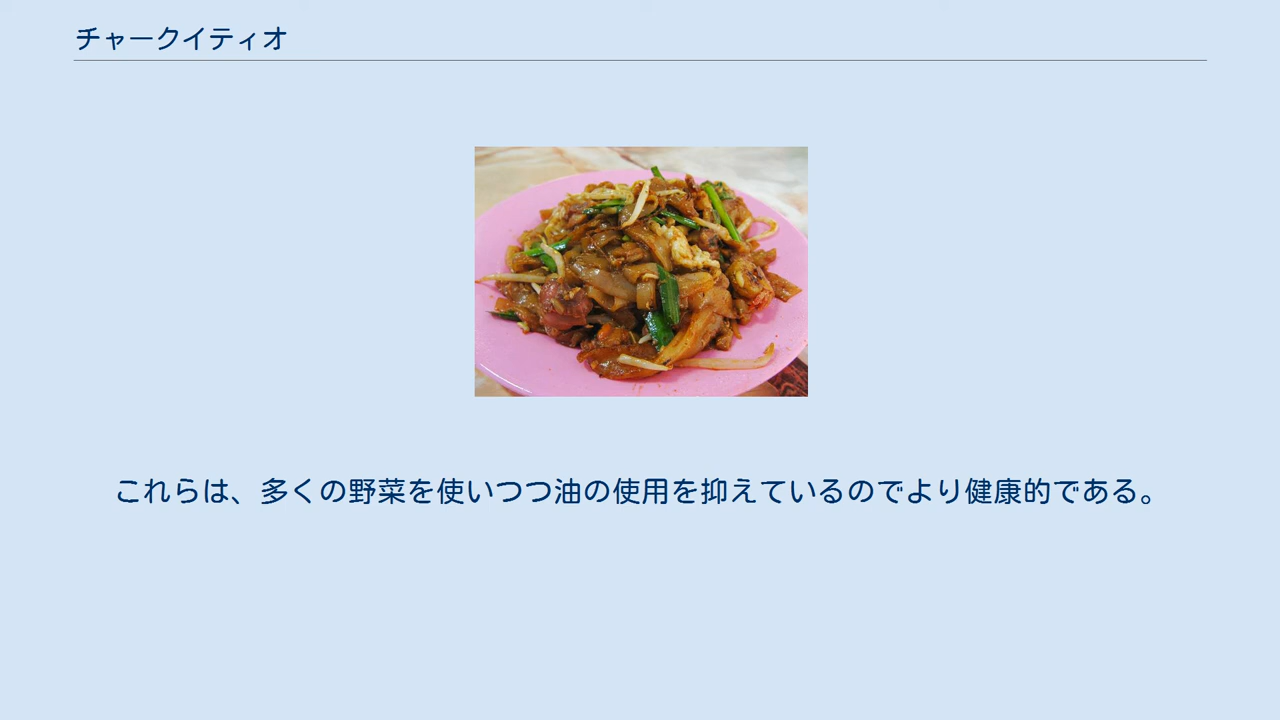 チャークイティオ
これらは、多くの野菜を使いつつ油の使用を抑えているのでより健康的である。